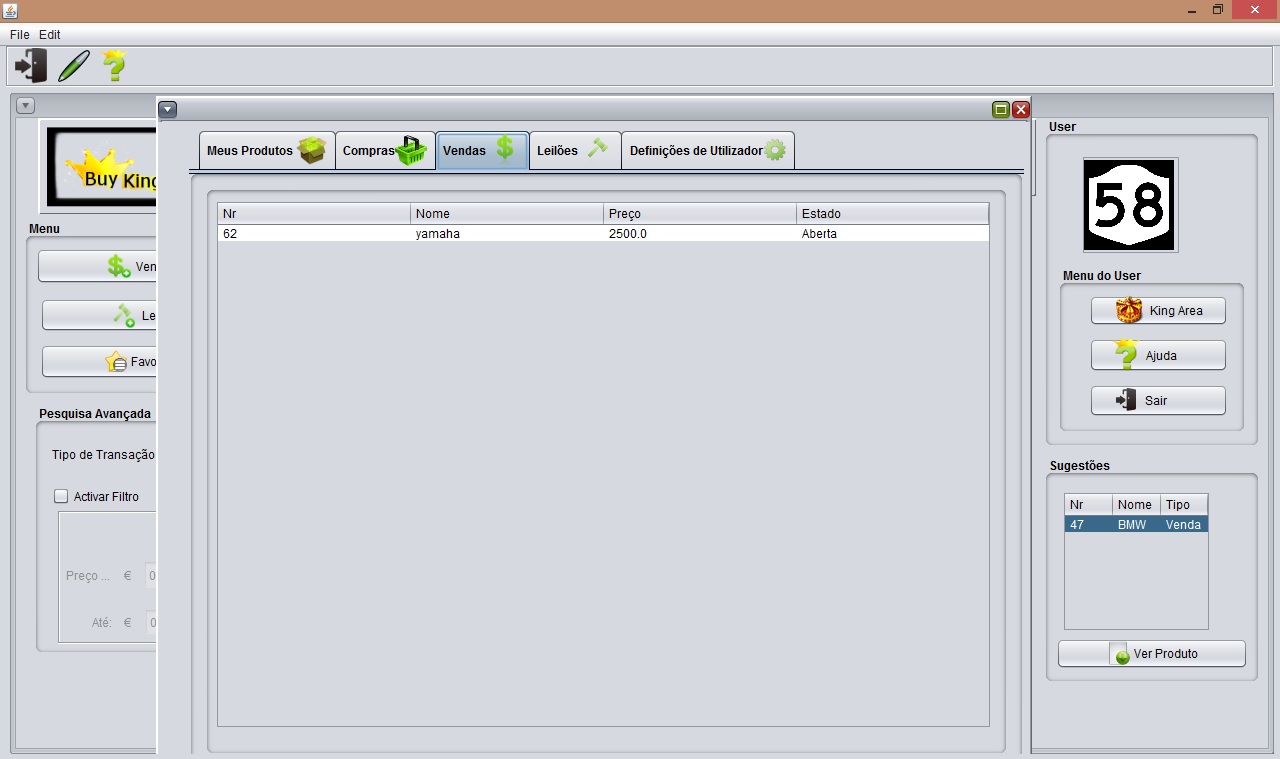 File Edit
Buy King
Menu
Ven
Le
Favo
Pesquisa Avançada
Tipo de Transação
Activar Filtro
Preço ... € 0
Até: € 0
Meus Produtos Compras Vendas Leilões Definições de Utilizador
Nr Nome Preço Estado
62 yamaha 2500.0 Aberta
User
58
Menu do User
King Area
Ajuda
Sair
Sugestões
Nr Nome Tipo
47 BMW Venda
Ver Produto